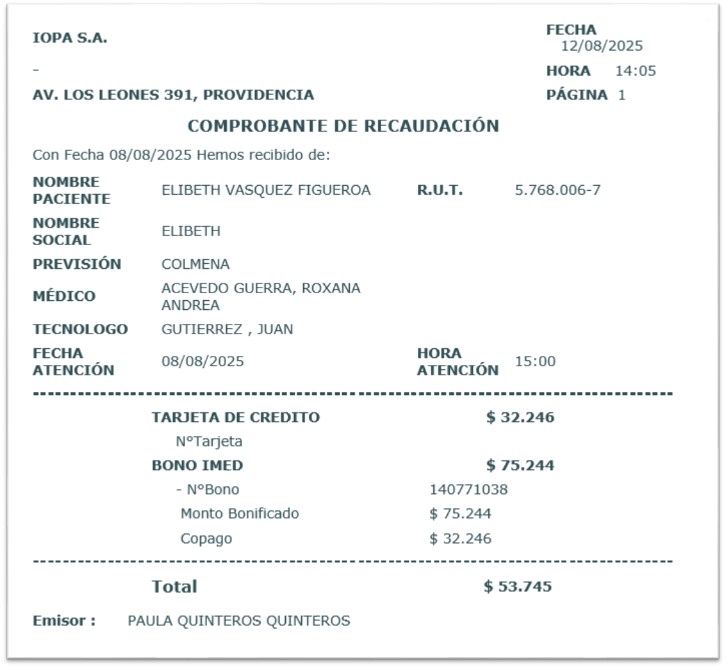 IOPA S.A.
FECHA
12/08/2025
-
HORA 14:05
AV. LOS LEONES 391, PROVIDENCIA
PÁGINA 1
COMPROBANTE DE RECAUDACIÓN
Con Fecha 08/08/2025 Hemos recibido de:
NOMBRE PACIENTE ELIBETH VASQUEZ FIGUEROA R.U.T. 5.768.006-7
NOMBRE SOCIAL ELIBETH
PREVISIÓN COLMENA
MÉDICO ACEVEDO GUERRA, ROXANA ANDREA
TECNOLOGO GUTIERREZ , JUAN
FECHA ATENCIÓN 08/08/2025 HORA ATENCIÓN 15:00
TARJETA DE CREDITO $ 32.246
N°Tarjeta
BONO IMED $ 75.244
- N°Bono 140771038
Monto Bonificado $ 75.244
Copago $ 32.246
Total $ 53.745
Emisor : PAULA QUINTEROS QUINTEROS